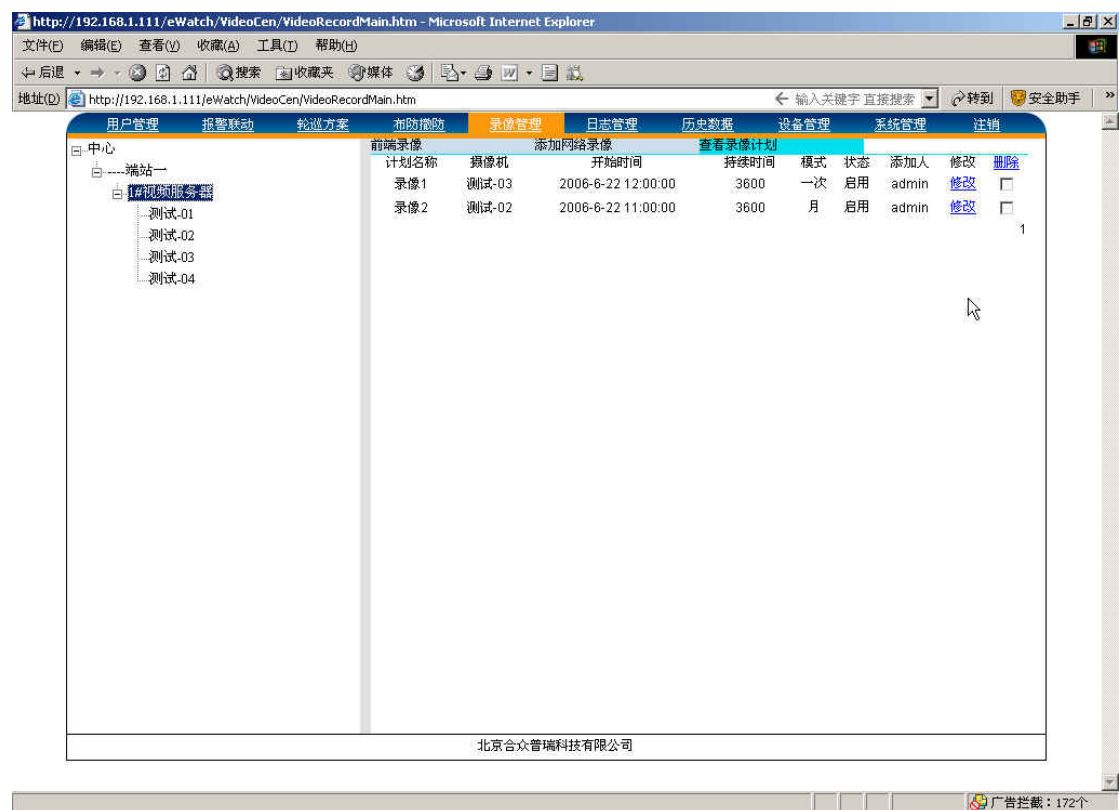 http://192.168.1.111/eWatch/VideoCen/VideoRecordMain.htm - Microsoft Internet Explorer
文件(F) 编辑(E) 查看(V) 收藏(A) 工具(T) 帮助(H)
后退 搜索 收藏夹 媒体
地址(D) http://192.168.1.111/eWatch/VideoCen/VideoRecordMain.htm 输入关键字 直接搜索 转到 安全助手 »
用户管理 报警联动 轮巡方案 布防撤防 录像管理 日志管理 历史数据 设备管理 系统管理 注销
中心
----端站一
1#视频服务器
测试-01
测试-02
测试-03
测试-04
前端录像 添加网络录像 查看录像计划
计划名称 摄像机 开始时间 持续时间 模式 状态 添加人 修改 删除
录像1 测试-03 2006-6-22 12:00:00 3600 一次 启用 admin 修改
录像2 测试-02 2006-6-22 11:00:00 3600 月 启用 admin 修改
1
北京合众普瑞科技有限公司
广告拦截：172个